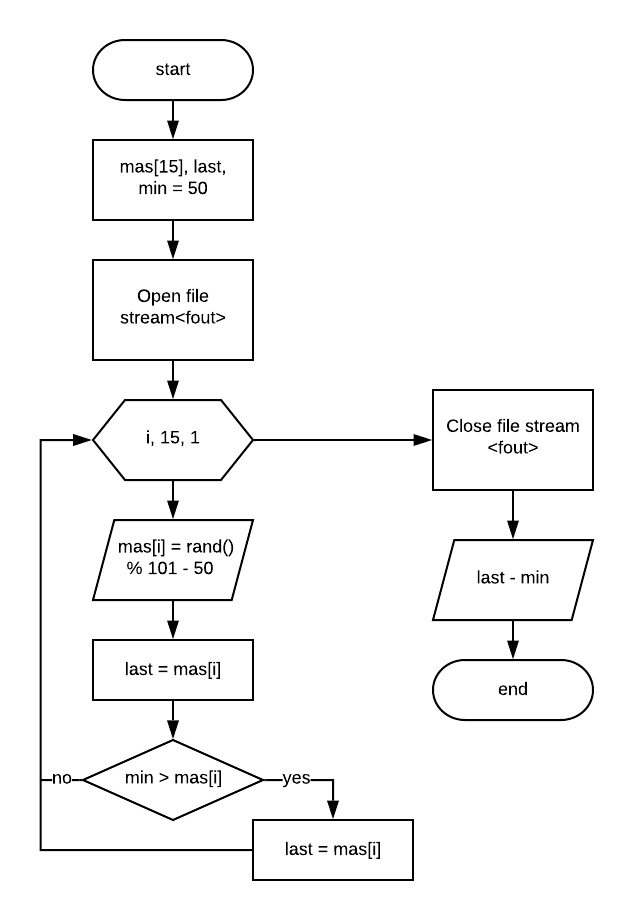 start
mas[15], last,
min = 50
Open file
stream<fout>
i, 15, 1
mas[i] = rand()
% 101 - 50
last = mas[i]
min > mas[i]
no
yes
last = mas[i]
Close file stream
<fout>
last - min
end